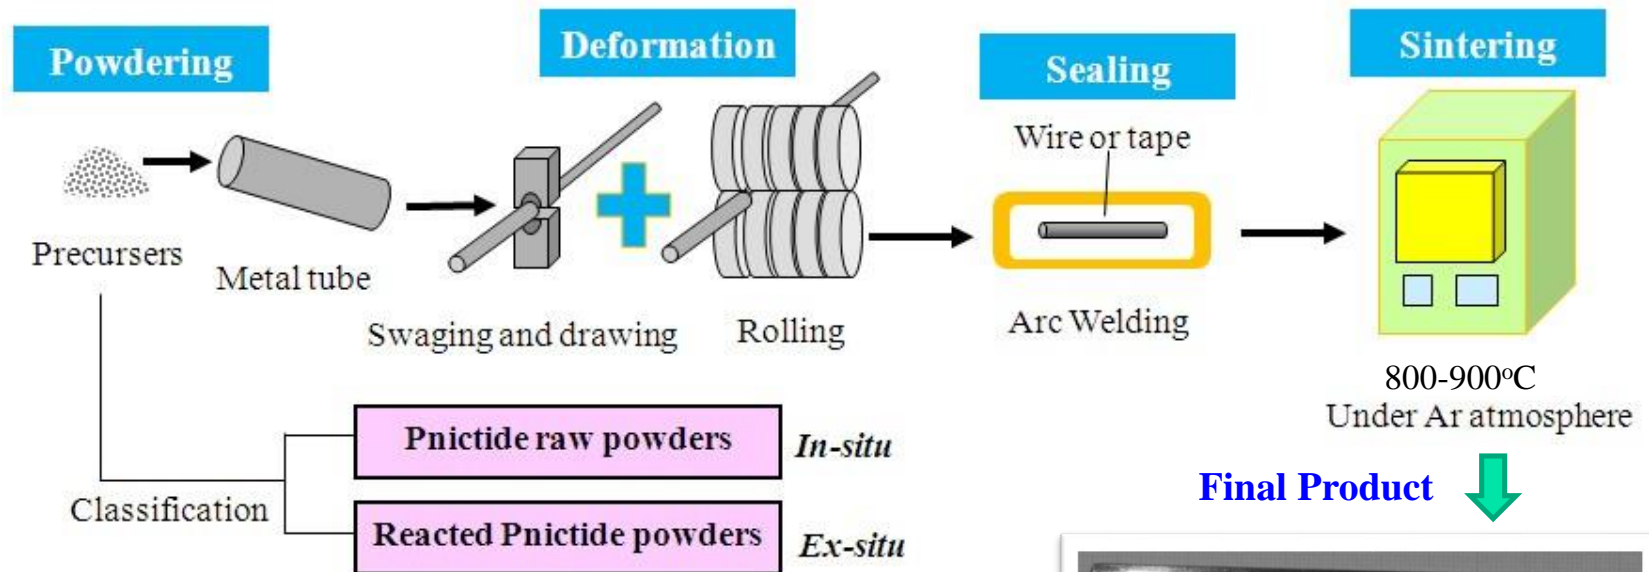 Powdering
Deformation
Sealing
Sintering
Wire or tape
Precursers
Metal tube
Swaging and drawing
Rolling
Arc Welding
800-900ºC
Under Ar atmosphere
Pnictide raw powders
In-situ
Classification
Reacted Pnictide powders
Ex-situ
Final Product